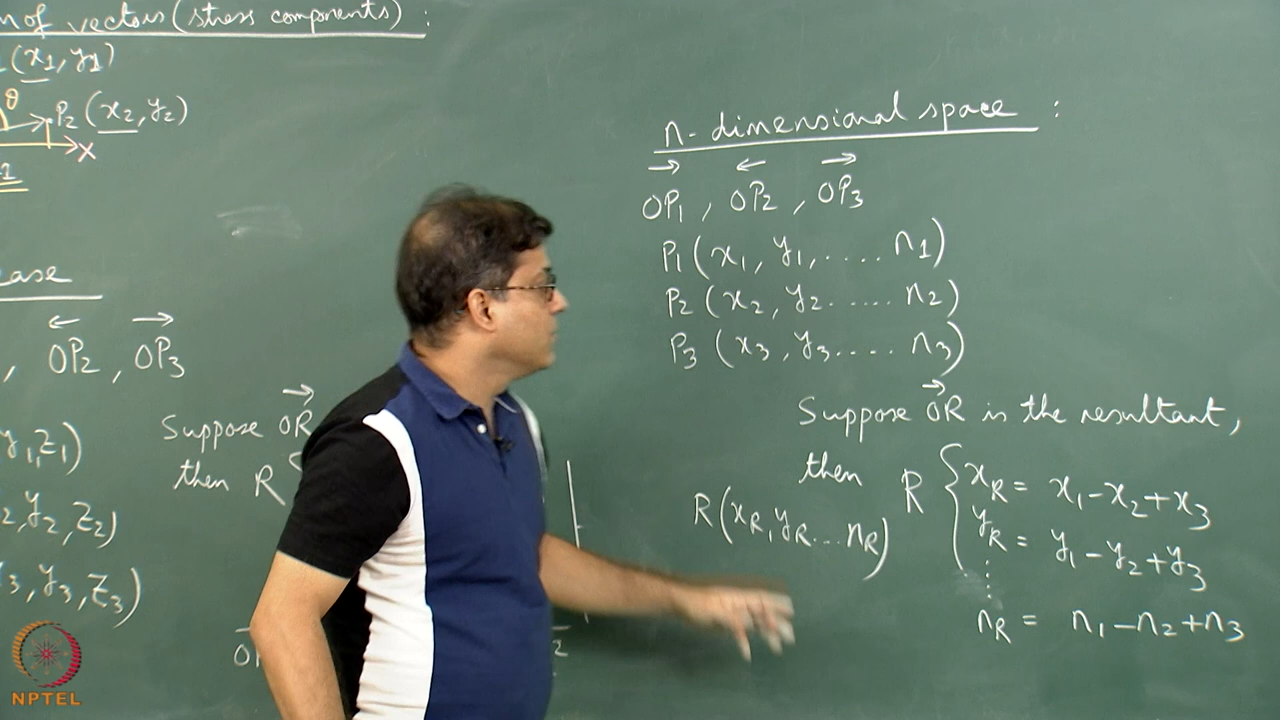 n of vectors (stress components) :
(x1, y1)
θ
P2 (x2, y2)
X
ease
, ←OP2 , →OP3
y1, z1)
2, y2, z2)
3, y3, z3)
Suppose →OR
then R {
n-dimensional space :
→OP1 , ←OP2 , →OP3
P1 (x1, y1, .... n1)
P2 (x2, y2 ..... n2)
P3 (x3, y3 .... n3)
Suppose →OR is the resultant,
then R { xR = x1 - x2 + x3
R (xR, yR ... nR)
yR = y1 - y2 + y3
⋮
nR = n1 - n2 + n3
NPTEL